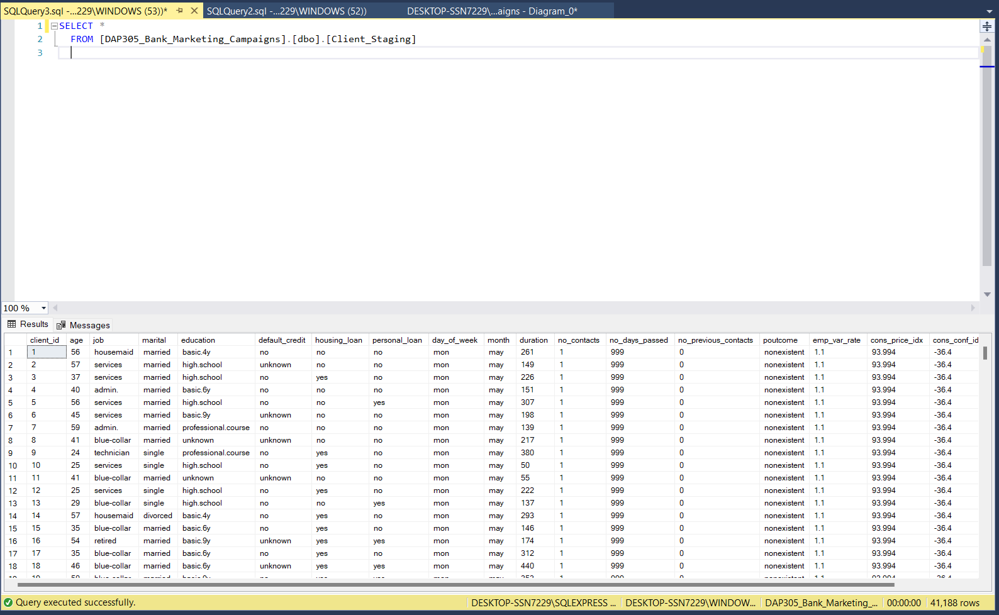 SQLQuery3.sql -...229\WINDOWS (53))* SQLQuery2.sql -...229\WINDOWS (52)) DESKTOP-SSN7229\...aigns - Diagram_0*
1 SELECT *
2 FROM [DAP305_Bank_Marketing_Campaigns].[dbo].[Client_Staging]
3
100 %
Results Messages
client_id age job marital education default_credit housing_loan personal_loan day_of_week month duration no_contacts no_days_passed no_previous_contacts poutcome emp_var_rate cons_price_idx cons_conf_id
1 1 56 housemaid married basic.4y no no no mon may 261 1 999 0 nonexistent 1.1 93.994 -36.4
2 2 57 services married high.school unknown no no mon may 149 1 999 0 nonexistent 1.1 93.994 -36.4
3 3 37 services married high.school no yes no mon may 226 1 999 0 nonexistent 1.1 93.994 -36.4
4 4 40 admin. married basic.6y no no no mon may 151 1 999 0 nonexistent 1.1 93.994 -36.4
5 5 56 services married high.school no no yes mon may 307 1 999 0 nonexistent 1.1 93.994 -36.4
6 6 45 services married basic.9y unknown no no mon may 198 1 999 0 nonexistent 1.1 93.994 -36.4
7 7 59 admin. married professional.course no no no mon may 139 1 999 0 nonexistent 1.1 93.994 -36.4
8 8 41 blue-collar married unknown unknown no no mon may 217 1 999 0 nonexistent 1.1 93.994 -36.4
9 9 24 technician single professional.course no yes no mon may 380 1 999 0 nonexistent 1.1 93.994 -36.4
10 10 25 services single high.school no yes no mon may 50 1 999 0 nonexistent 1.1 93.994 -36.4
11 11 41 blue-collar married unknown unknown no no mon may 55 1 999 0 nonexistent 1.1 93.994 -36.4
12 12 25 services single high.school no yes no mon may 222 1 999 0 nonexistent 1.1 93.994 -36.4
13 13 29 blue-collar single high.school no no yes mon may 137 1 999 0 nonexistent 1.1 93.994 -36.4
14 14 57 housemaid divorced basic.4y no yes no mon may 293 1 999 0 nonexistent 1.1 93.994 -36.4
15 15 35 blue-collar married basic.6y no yes no mon may 146 1 999 0 nonexistent 1.1 93.994 -36.4
16 16 54 retired married basic.9y unknown yes yes mon may 174 1 999 0 nonexistent 1.1 93.994 -36.4
17 17 35 blue-collar married basic.6y no yes no mon may 312 1 999 0 nonexistent 1.1 93.994 -36.4
18 18 46 blue-collar married basic.6y unknown yes yes mon may 440 1 999 0 nonexistent 1.1 93.994 -36.4
Query executed successfully. DESKTOP-SSN7229\SQLEXPRESS ... DESKTOP-SSN7229\WINDOW... DAP305_Bank_Marketing_... 00:00:00 41,188 rows